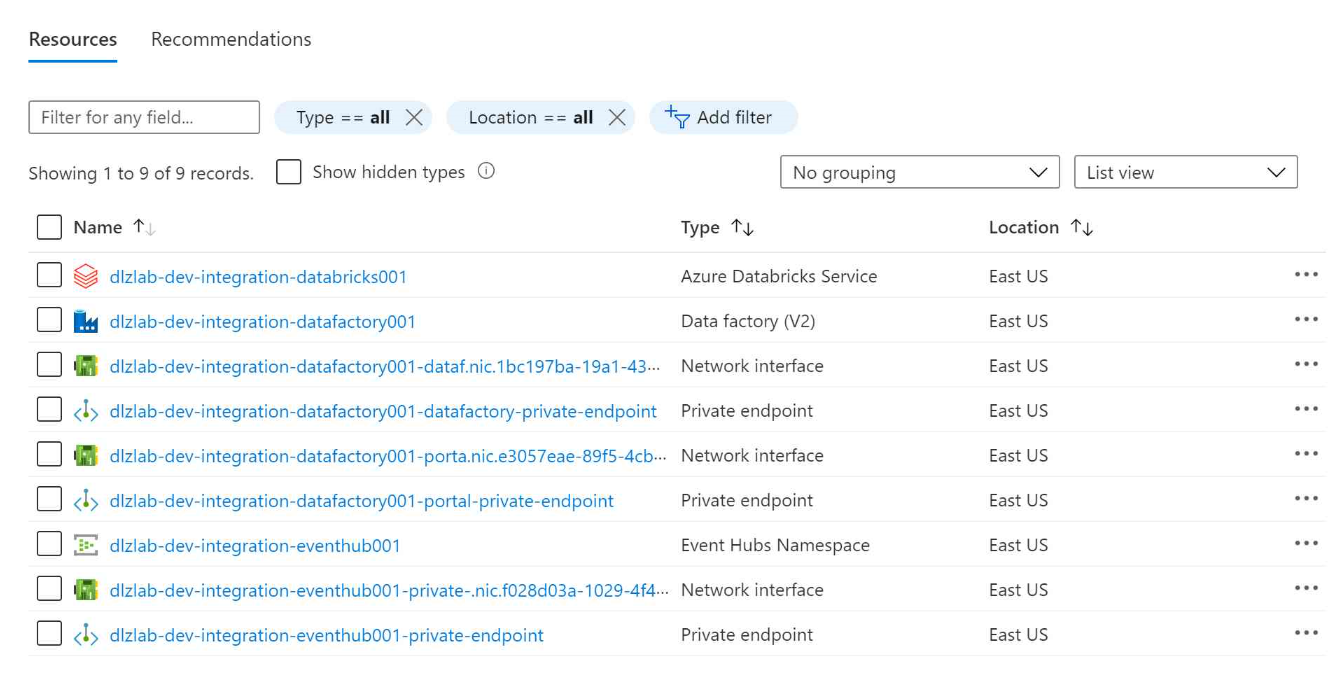 Resources Recommendations
Filter for any field... Type == all Location == all Add filter
Showing 1 to 9 of 9 records. Show hidden types No grouping List view
Name Type Location
dlzlab-dev-integration-databricks001 Azure Databricks Service East US
dlzlab-dev-integration-datafactory001 Data factory (V2) East US
dlzlab-dev-integration-datafactory001-dataf.nic.1bc197ba-19a1-43... Network interface East US
dlzlab-dev-integration-datafactory001-datafactory-private-endpoint Private endpoint East US
dlzlab-dev-integration-datafactory001-porta.nic.e3057eae-89f5-4cb... Network interface East US
dlzlab-dev-integration-datafactory001-portal-private-endpoint Private endpoint East US
dlzlab-dev-integration-eventhub001 Event Hubs Namespace East US
dlzlab-dev-integration-eventhub001-private-.nic.f028d03a-1029-4f4... Network interface East US
dlzlab-dev-integration-eventhub001-private-endpoint Private endpoint East US